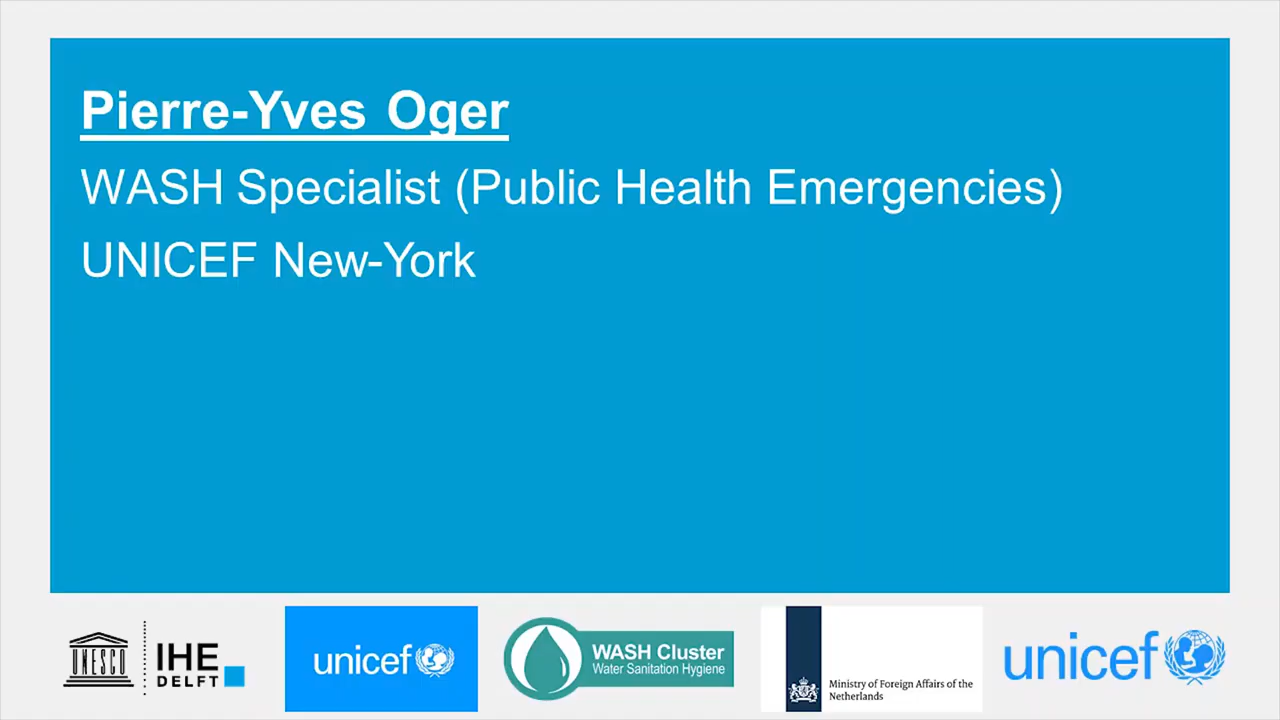 Pierre-Yves Oger
WASH Specialist (Public Health Emergencies)
UNICEF New-York
UNESCO
IHE
DELFT
unicef
WASH Cluster
Water Sanitation Hygiene
Ministry of Foreign Affairs of the
Netherlands
unicef